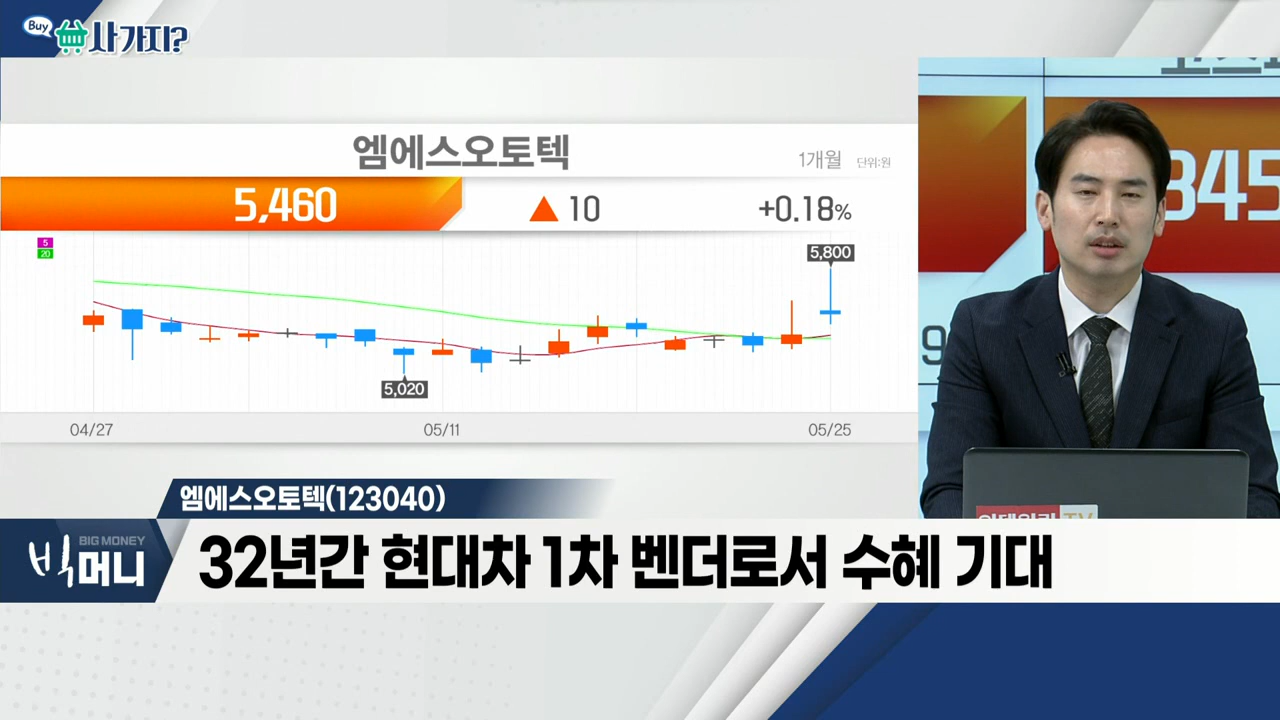 Buy
사가지?
엠에스오토텍
1개월 단위:원
5,460 ▲ 10 +0.18%
5
20
5,800
5,020
04/27 05/11 05/25
345
9
엠에스오토텍(123040)
BIG MONEY
빅머니
32년간 현대차 1차 벤더로서 수혜 기대